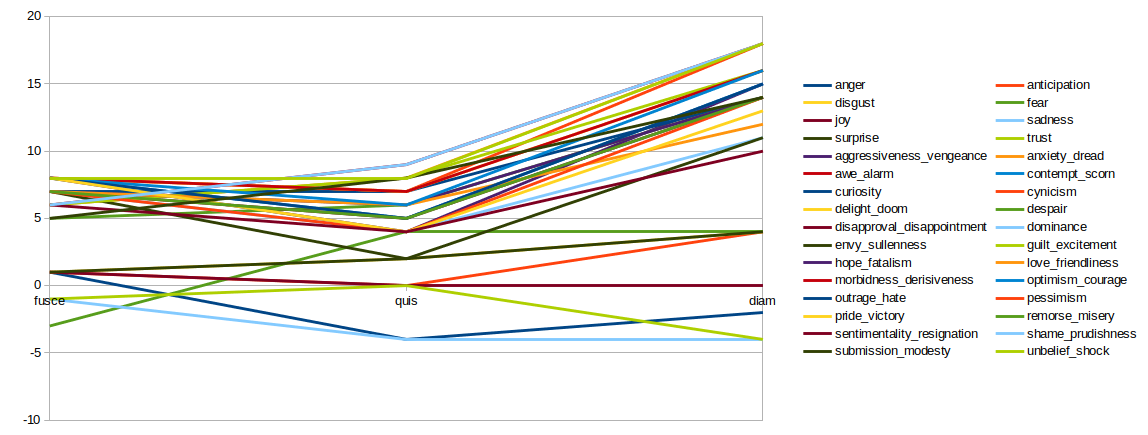 20
15
10
5
0
-5
-10
fusce quis diam
anger anticipation
disgust fear
joy sadness
surprise trust
aggressiveness_vengeance anxiety_dread
awe_alarm contempt_scorn
curiosity cynicism
delight_doom despair
disapproval_disappointment dominance
envy_sullenness guilt_excitement
hope_fatalism love_friendliness
morbidness_derisiveness optimism_courage
outrage_hate pessimism
pride_victory remorse_misery
sentimentality_resignation shame_prudishness
submission_modesty unbelief_shock